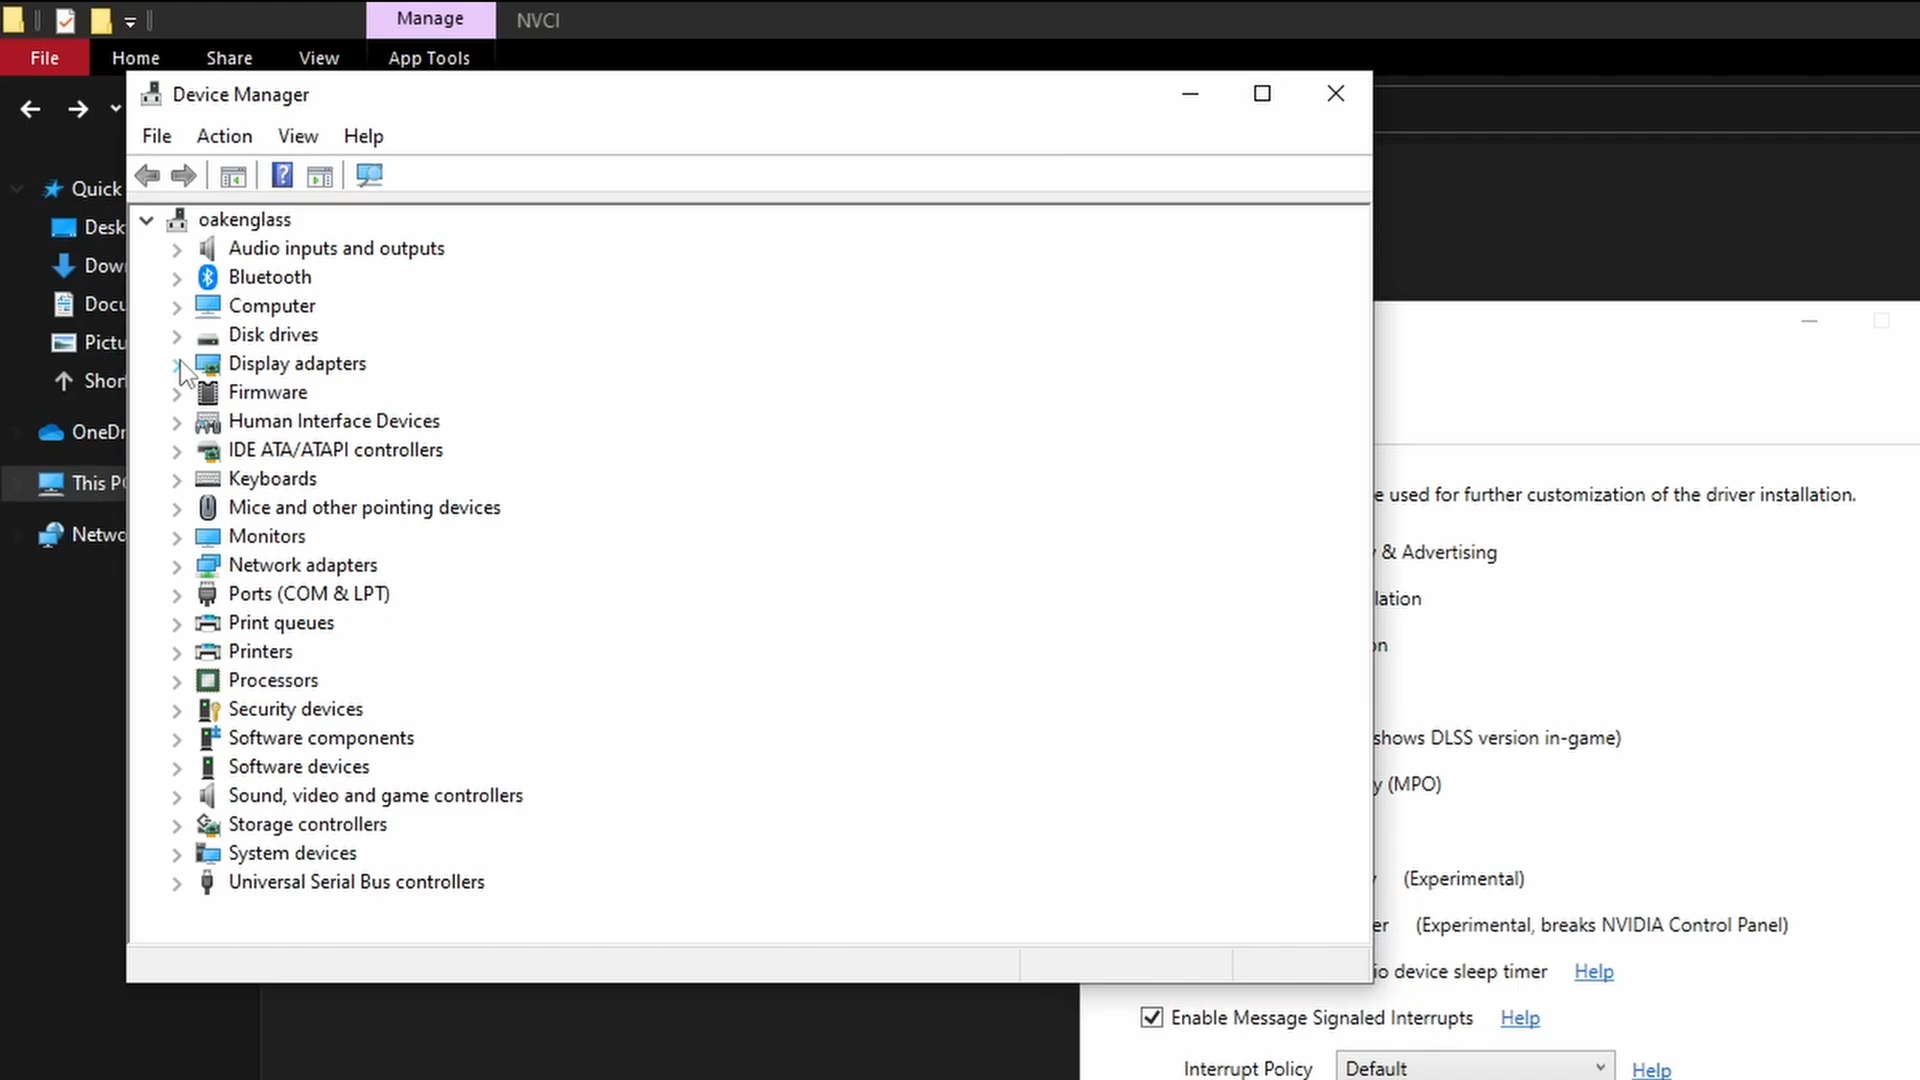 Manage
NVCI
File
Home
Share
View
App Tools
Device Manager
File
Action
View
Help
Quick
Down
Docu
Pictu
This P
Netwo
oakenglass
Audio inputs and outputs
Bluetooth
Computer
Disk drives
Display adapters
Firmware
Human Interface Devices
IDE ATA/ATAPI controllers
Keyboards
Mice and other pointing devices
Monitors
Network adapters
Ports (COM & LPT)
Print queues
Printers
Processors
Security devices
Software components
Software devices
Sound, video and game controllers
Storage controllers
System devices
Universal Serial Bus controllers
e used for further customization of the driver installation.
& Advertising
lation
on
shows DLSS version in-game)
y (MPO)
(Experimental)
er (Experimental, breaks NVIDIA Control Panel)
io device sleep timer Help
Enable Message Signaled Interrupts Help
Interrupt Policy Default Help